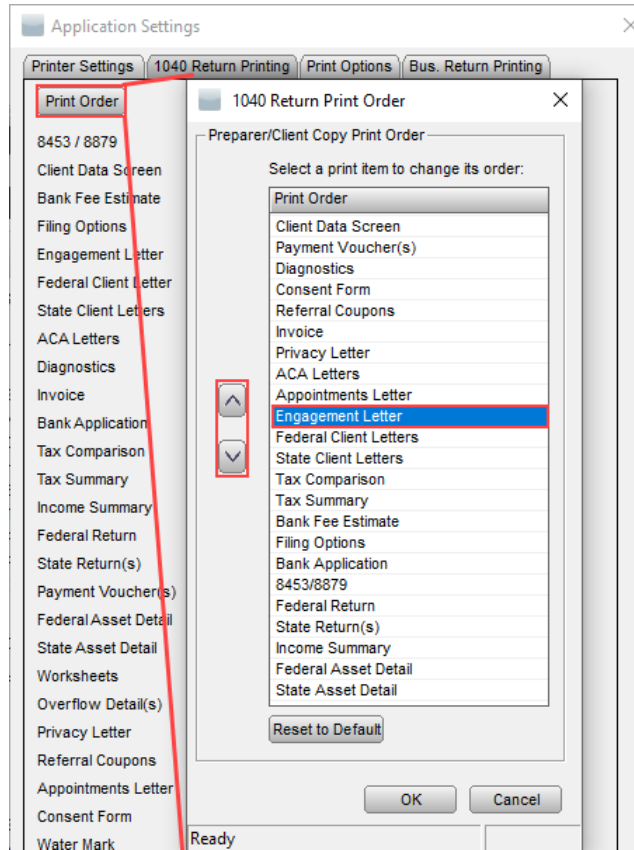 Application Settings
Printer Settings
1040 Return Printing
Print Options
Bus. Return Printing
Print Order
8453 / 8879
Client Data Screen
Bank Fee Estimate
Filing Options
Engagement Letter
Federal Client Letter
State Client Letters
ACA Letters
Diagnostics
Invoice
Bank Application
Tax Comparison
Tax Summary
Income Summary
Federal Return
State Return(s)
Payment Voucher(s)
Federal Asset Detail
State Asset Detail
Worksheets
Overflow Detail(s)
Privacy Letter
Referral Coupons
Appointments Letter
Consent Form
Water Mark
1040 Return Print Order
Preparer/Client Copy Print Order
Select a print item to change its order:
Print Order
Client Data Screen
Payment Voucher(s)
Diagnostics
Consent Form
Referral Coupons
Invoice
Privacy Letter
ACA Letters
Appointments Letter
Engagement Letter
Federal Client Letters
State Client Letters
Tax Comparison
Tax Summary
Bank Fee Estimate
Filing Options
Bank Application
8453/8879
Federal Return
State Return(s)
Income Summary
Federal Asset Detail
State Asset Detail
Reset to Default
OK
Cancel
Ready